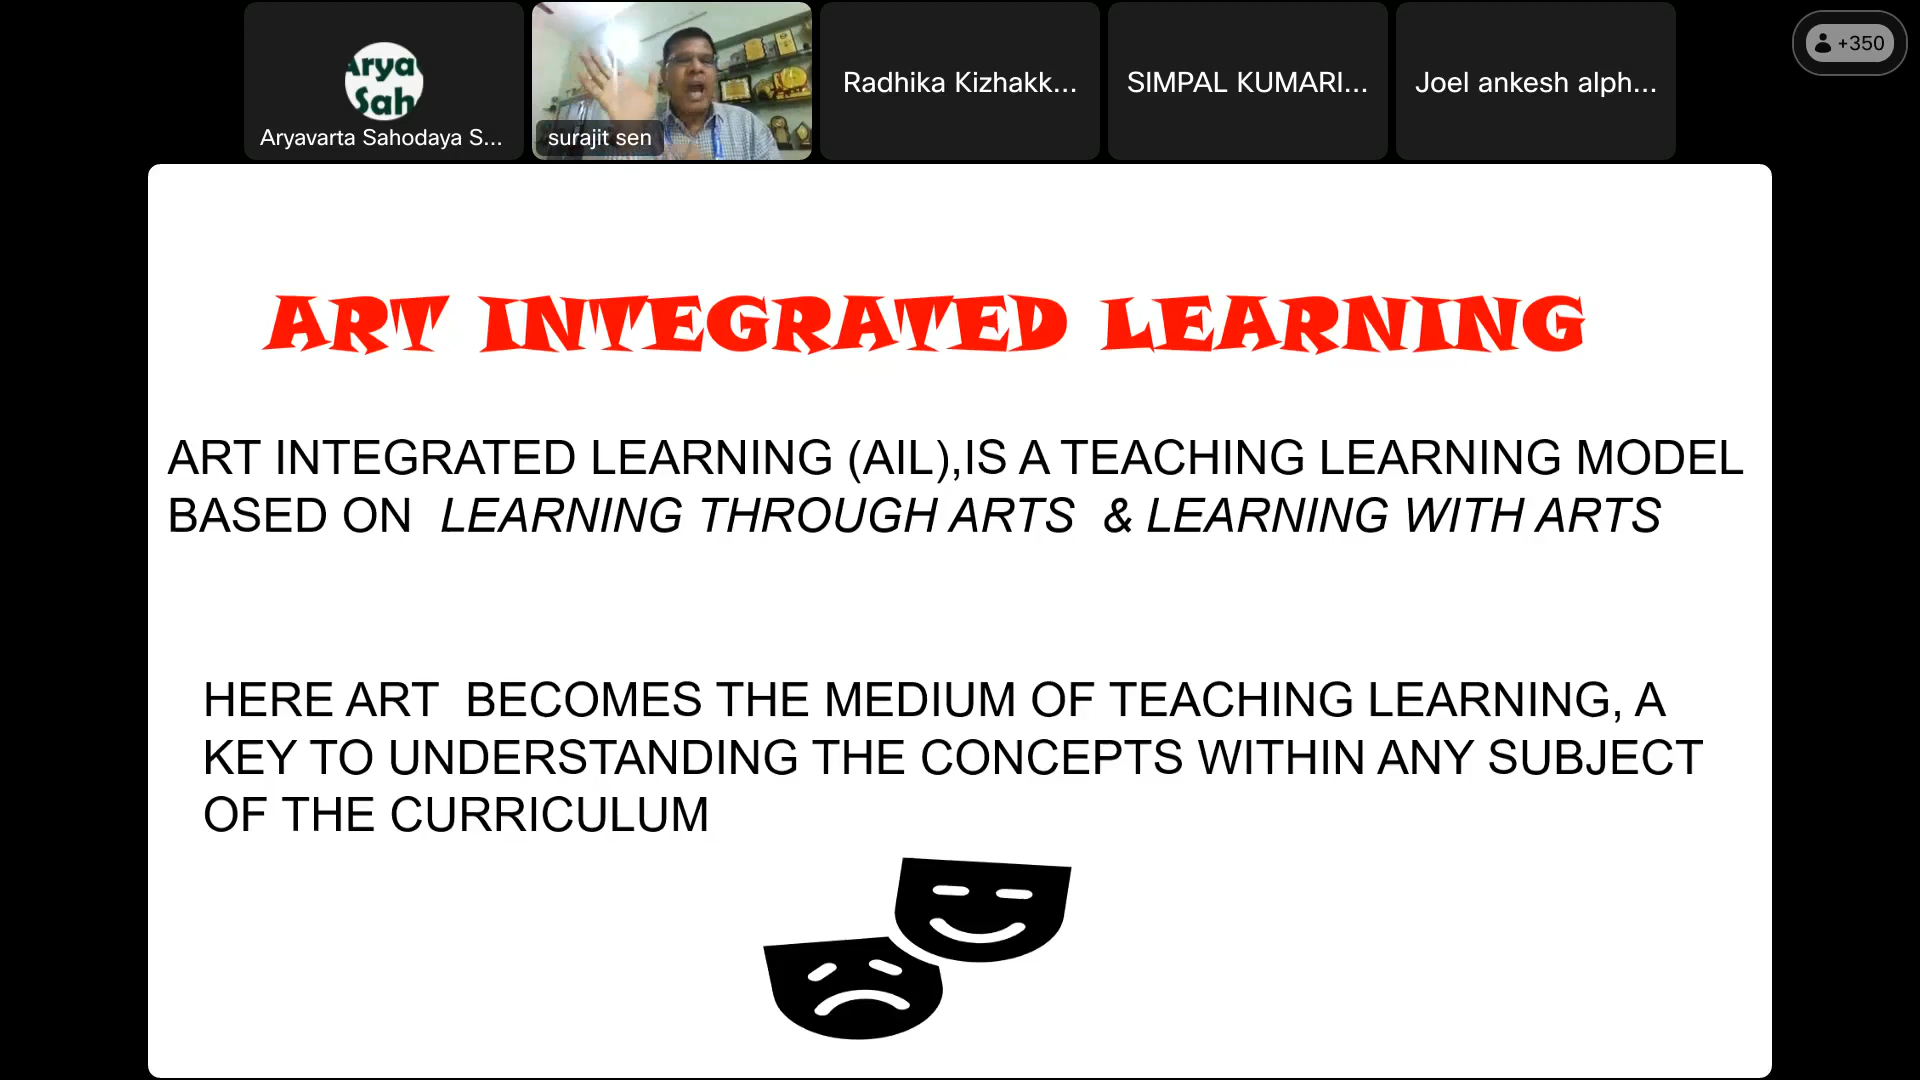 Arya
Sah
Aryavarta Sahodaya S...
surajit sen
Radhika Kizhakk...
SIMPAL KUMARI...
Joel ankesh alph...
+350
ART INTEGRATED LEARNING
ART INTEGRATED LEARNING (AIL),IS A TEACHING LEARNING MODEL
BASED ON LEARNING THROUGH ARTS & LEARNING WITH ARTS
HERE ART BECOMES THE MEDIUM OF TEACHING LEARNING, A
KEY TO UNDERSTANDING THE CONCEPTS WITHIN ANY SUBJECT
OF THE CURRICULUM